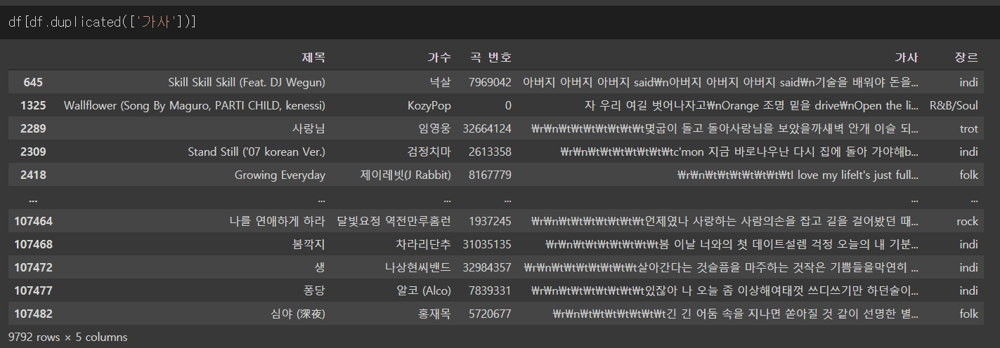 df[df.duplicated(['가사'])]
제목 가수 곡 번호 가사 장르
645 Skill Skill Skill (Feat. DJ Wegun) 넉살 7969042 아버지 아버지 아버지 said₩n아버지 아버지 아버지 said₩n기술을 배워야 돈을... indi
1325 Wallflower (Song By Maguro, PARTI CHILD, kenessi) KozyPop 0 자 우리 여길 벗어나자고₩nOrange 조명 밑을 drive₩nOpen the li... R&B/Soul
2289 사랑님 임영웅 32664124 ₩r₩n₩t₩t₩t₩t₩t₩t₩t몇굽이 돌고 돌아사랑님을 보았을까새벽 안개 이슬 되... trot
2309 Stand Still ('07 korean Ver.) 검정치마 2613358 ₩r₩n₩t₩t₩t₩t₩t₩t₩tc'mon 지금 바로나우난 다시 집에 돌아 가야해b... indi
2418 Growing Everyday 제이레빗(J Rabbit) 8167779 ₩r₩n₩t₩t₩t₩t₩t₩t₩tI love my lifeIt's just full... folk
... ... ... ... ... ...
107464 나를 연애하게 하라 달빛요정 역전만루홈런 1937245 ₩r₩n₩t₩t₩t₩t₩t₩t₩t언제였나 사랑하는 사람의손을 잡고 길을 걸어봤던 때... rock
107468 봄깍지 차라리단추 31035135 ₩r₩n₩t₩t₩t₩t₩t₩t₩t봄 이날 너와의 첫 데이트설렘 걱정 오늘의 내 기분... indi
107472 생 나상현씨밴드 32984357 ₩r₩n₩t₩t₩t₩t₩t₩t₩t살아간다는 것슬픔을 마주하는 것작은 기쁨들을막연히 ... indi
107477 퐁당 알코 (Alco) 7839331 ₩r₩n₩t₩t₩t₩t₩t₩t₩t있잖아 나 오늘 좀 이상해여태껏 쓰디쓰기만 하던술이... indi
107482 심야 (深夜) 홍재목 5720677 ₩r₩n₩t₩t₩t₩t₩t₩t₩t긴 긴 어둠 속을 지나면 쏟아질 것 같이 선명한 별... folk
9792 rows × 5 columns